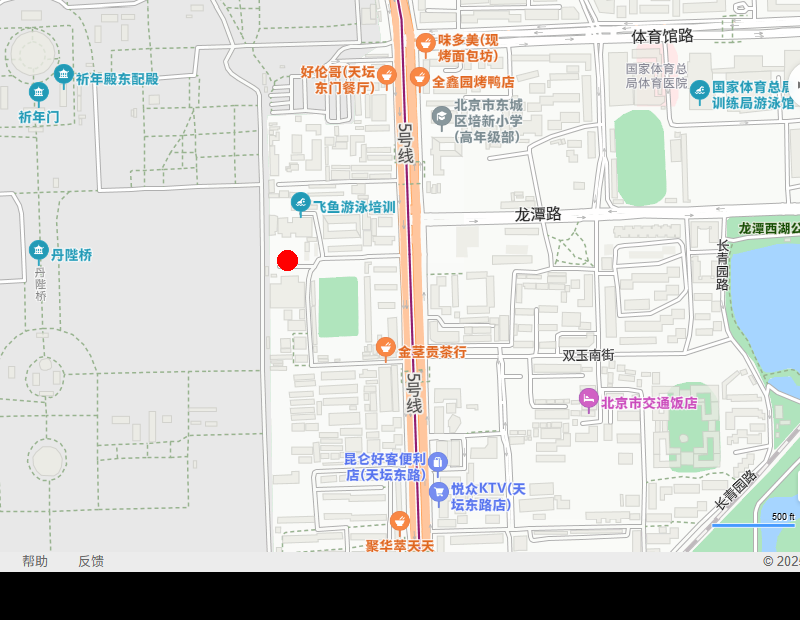 味多美(现
烤面包坊)
体育馆路
祈年殿东配殿
好伦哥(天坛
东门餐厅)
全鑫园烤鸭店
国家体育总
局体育医院
国家体育总局
训练局游泳馆
祈年门
北京市东城
区培新小学
(高年级部)
5号线
飞鱼游泳培训
龙潭路
龙潭西湖公
长青园路
丹陛桥
丹陛桥
金茎贡茶行
双玉南街
5号线
北京市交通饭店
昆仑好客便利
店(天坛东路)
悦众KTV(天
坛东路店)
长青园路
500 ft
聚华萃天天
帮助
反馈
© 202